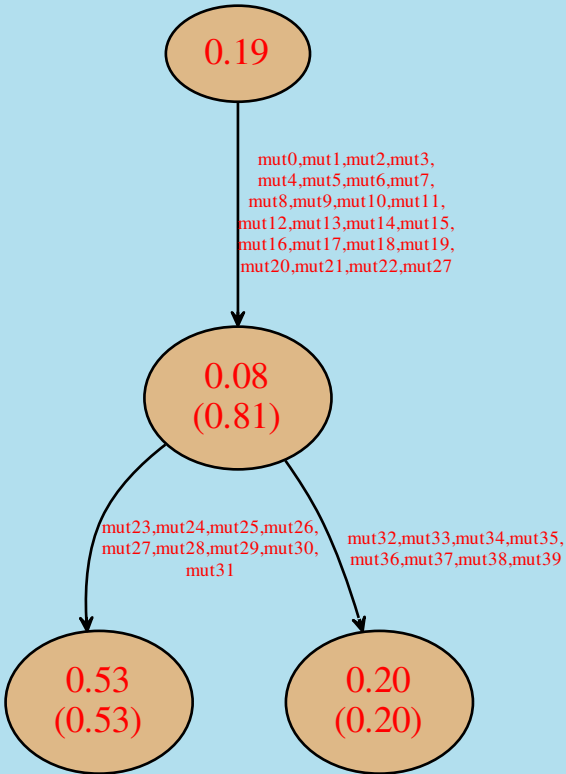 0.19
mut0,mut1,mut2,mut3,
mut4,mut5,mut6,mut7,
mut8,mut9,mut10,mut11,
mut12,mut13,mut14,mut15,
mut16,mut17,mut18,mut19,
mut20,mut21,mut22,mut27
0.08
(0.81)
mut23,mut24,mut25,mut26,
mut27,mut28,mut29,mut30,
mut31
mut32,mut33,mut34,mut35,
mut36,mut37,mut38,mut39
0.53
(0.53)
0.20
(0.20)